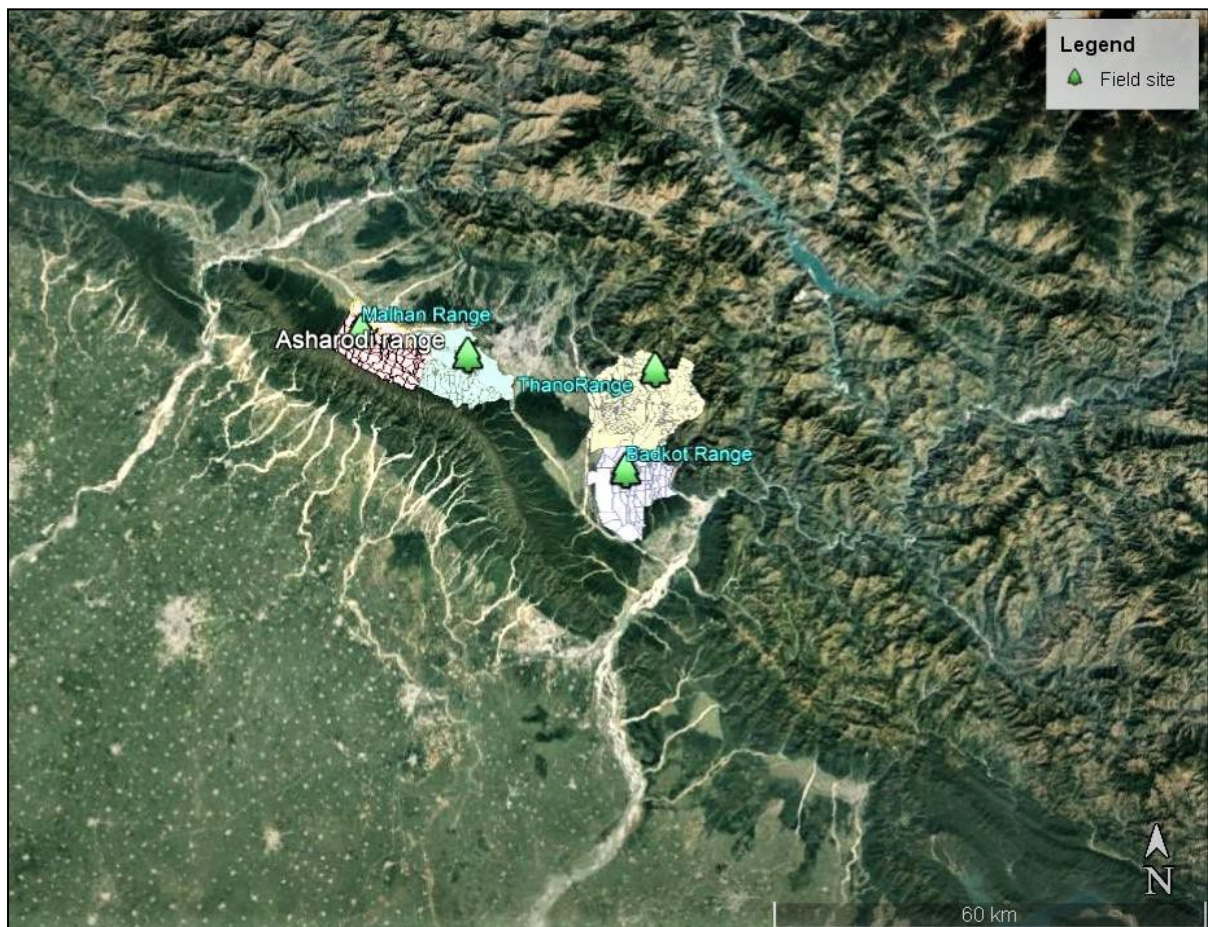 Legend
Field site
Malhan Range
Asharodi range
ThanoRange
Badkot Range
N
60 km